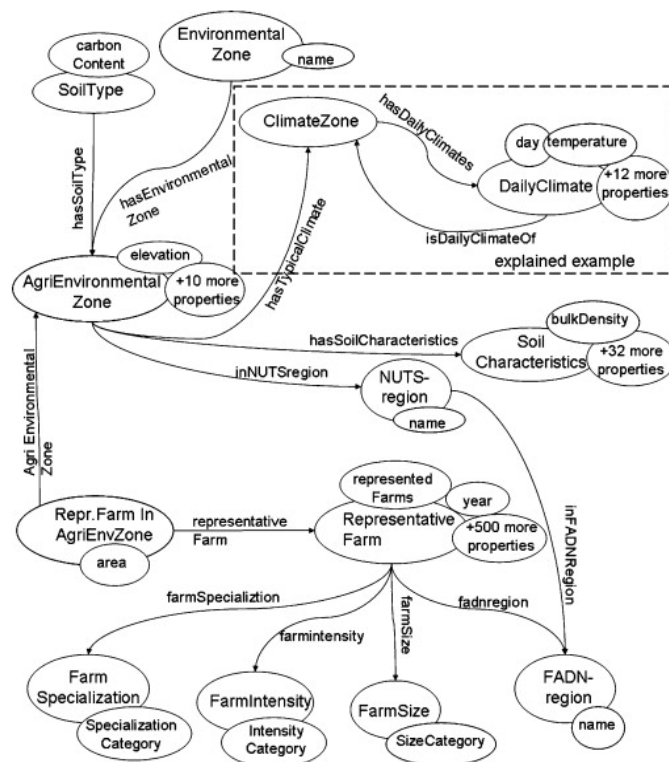 carbon
Content
SoilType
Environmental
Zone
name
hasSoilType
hasEnvironmental
Zone
ClimateZone
hasDailyClimates
day
temperature
DailyClimate
+12 more
properties
isDailyClimateOf
explained example
hasTypicalClimate
elevation
AgriEnvironmental
Zone
+10 more
properties
hasSoilCharacteristics
bulkDensity
Soil
Characteristics
+32 more
properties
inNUTSregion
NUTS-
region
name
Agri Environmental
Zone
Repr.Farm In
AgriEnvZone
area
representative
Farm
represented
Farms
year
Representative
Farm
+500 more
properties
inFADNRegion
farmSpecializtion
farmintensity
farmSize
fadnregion
Farm
Specialization
Specialization
Category
FarmIntensity
Intensity
Category
FarmSize
SizeCategory
FADN-
region
name